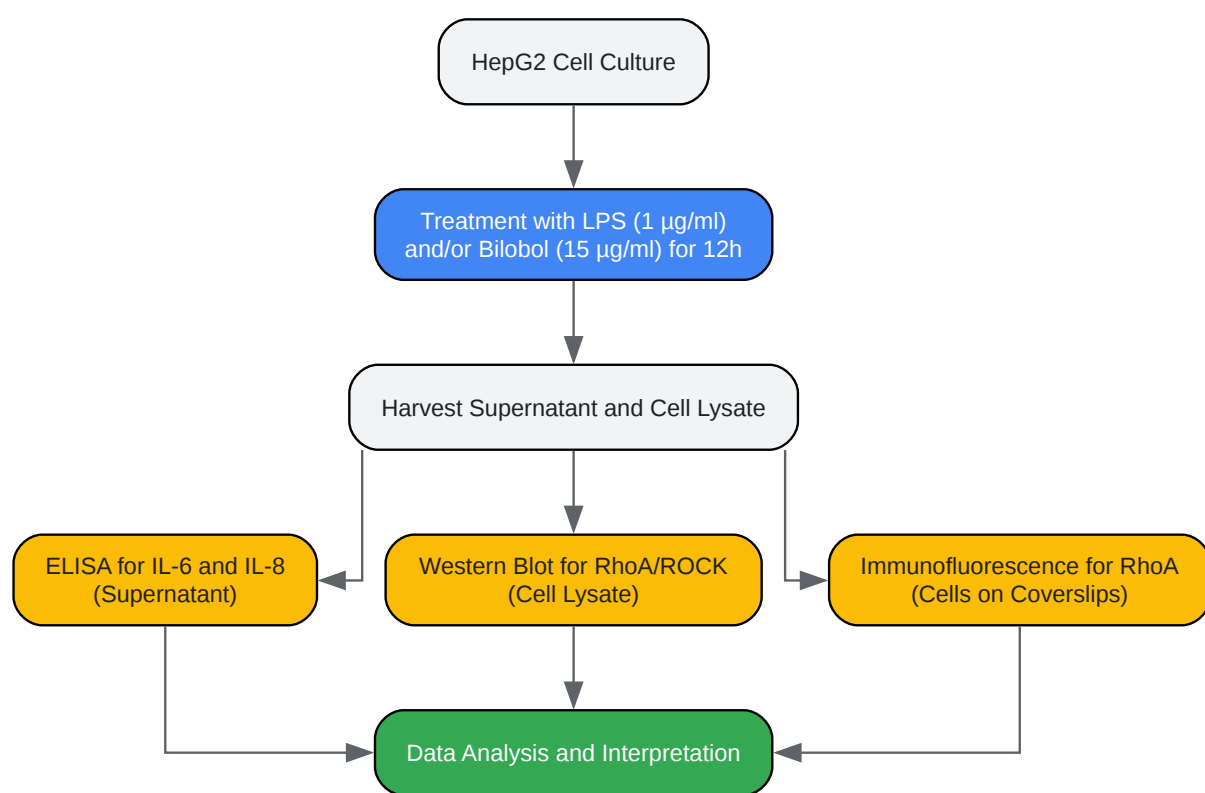 HepG2 Cell Culture
Treatment with LPS (1 µg/ml)
and/or Bilobol (15 µg/ml) for 12h
Harvest Supernatant and Cell Lysate
ELISA for IL-6 and IL-8
(Supernatant)
Western Blot for RhoA/ROCK
(Cell Lysate)
Immunofluorescence for RhoA
(Cells on Coverslips)
Data Analysis and Interpretation